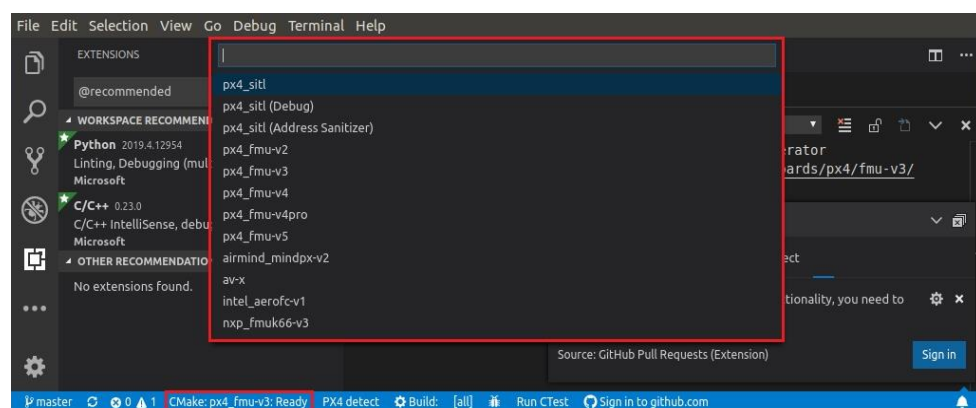 File Edit Selection View Go Debug Terminal Help
EXTENSIONS
@recommended
WORKSPACE RECOMMEN
Python 2019.4.12954
Linting, Debugging (mul
Microsoft
C/C++ 0.23.0
C/C++ IntelliSense, debu
Microsoft
OTHER RECOMMENDATIO
No extensions found.
px4_sitl
px4_sitl (Debug)
px4_sitl (Address Sanitizer)
px4_fmu-v2
px4_fmu-v3
px4_fmu-v4
px4_fmu-v4pro
px4_fmu-v5
airmind_mindpx-v2
av-x
intel_aerofc-v1
nxp_fmuk66-v3
erator
ards/px4/fmu-v3/
ect
tionality, you need to
Source: GitHub Pull Requests (Extension)
Sign in
master 0 1 CMake: px4_fmu-v3: Ready PX4 detect Build: [all] Run CTest Sign in to github.com